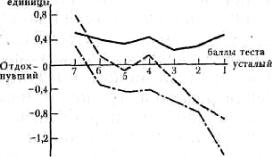 единицы
0,8
0,4
баллы теста
Отдох-
нувший
0
7 6 5 4 3 2 1
усталый
-0,4
-0,8
-1,2